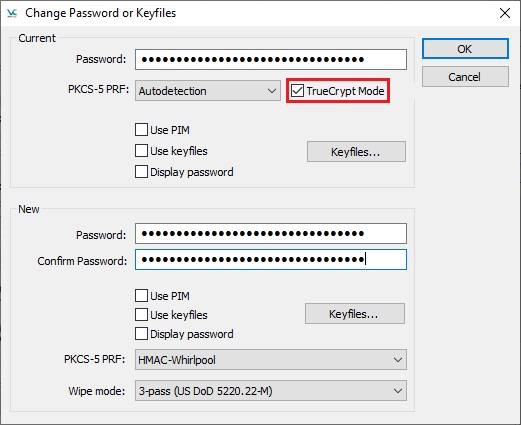 VC Change Password or Keyfiles
Current
Password: ●●●●●●●●●●●●●●●●●●●●●●●●●●●●●●●●
OK
PKCS-5 PRF: Autodetection TrueCrypt Mode
Cancel
Use PIM
Use keyfiles Keyfiles...
Display password
New
Password: ●●●●●●●●●●●●●●●●●●●●●●●●●●●●●●●●
Confirm Password: ●●●●●●●●●●●●●●●●●●●●●●●●●●●●●●●●
Use PIM
Use keyfiles Keyfiles...
Display password
PKCS-5 PRF: HMAC-Whirlpool
Wipe mode: 3-pass (US DoD 5220.22-M)